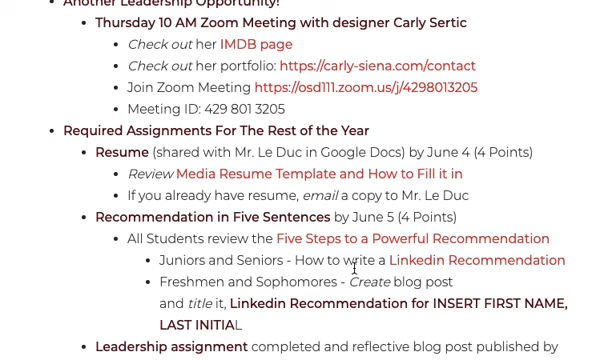 Another Leadership Opportunity!
Thursday 10 AM Zoom Meeting with designer Carly Sertic
Check out her IMDB page
Check out her portfolio: https://carly-siena.com/contact
Join Zoom Meeting https://osd111.zoom.us/j/4298013205
Meeting ID: 429 801 3205
Required Assignments For The Rest of the Year
Resume (shared with Mr. Le Duc in Google Docs) by June 4 (4 Points)
Review Media Resume Template and How to Fill it in
If you already have resume, email a copy to Mr. Le Duc
Recommendation in Five Sentences by June 5 (4 Points)
All Students review the Five Steps to a Powerful Recommendation
Juniors and Seniors - How to write a Linkedin Recommendation
Freshmen and Sophomores - Create blog post
and title it, Linkedin Recommendation for INSERT FIRST NAME,
LAST INITIAL
Leadership assignment completed and reflective blog post published by